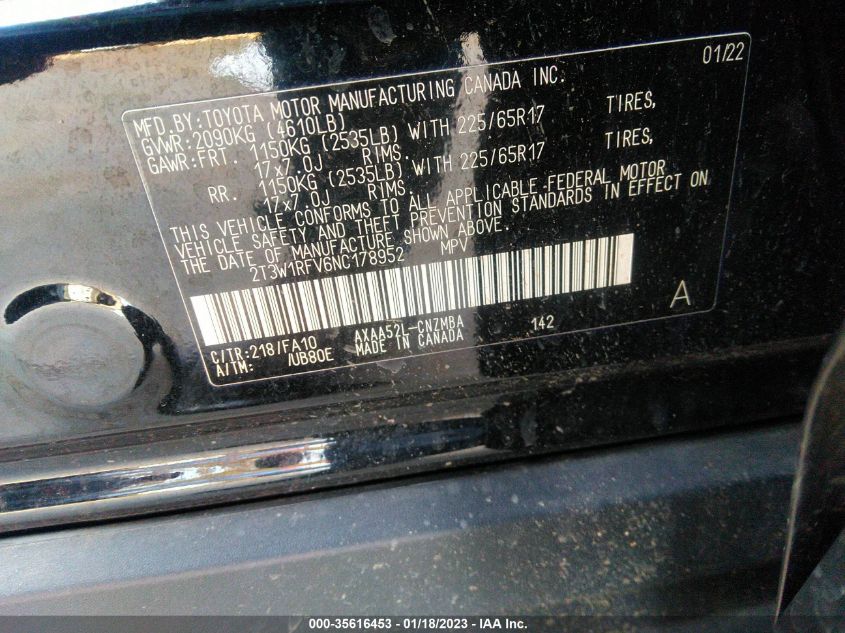 01/22
MFD.BY:TOYOTA MOTOR MANUFACTURING CANADA INC.
GVWR:2090KG (4610LB)
GAWR:FRT. 1150KG (2535LB) WITH 225/65R17 TIRES,
17x7.0J RIMS.
RR. 1150KG (2535LB) WITH 225/65R17 TIRES,
17x7.0J RIMS.
THIS VEHICLE CONFORMS TO ALL APPLICABLE FEDERAL MOTOR
VEHICLE SAFETY AND THEFT PREVENTION STANDARDS IN EFFECT ON
THE DATE OF MANUFACTURE SHOWN ABOVE.
2T3W1RFV6NC178952 MPV
A
C/TR:218/FA10 AXAA52L-CNZMBA 142
A/TM: /UB80E MADE IN CANADA
000-35616453 - 01/18/2023 - IAA Inc.